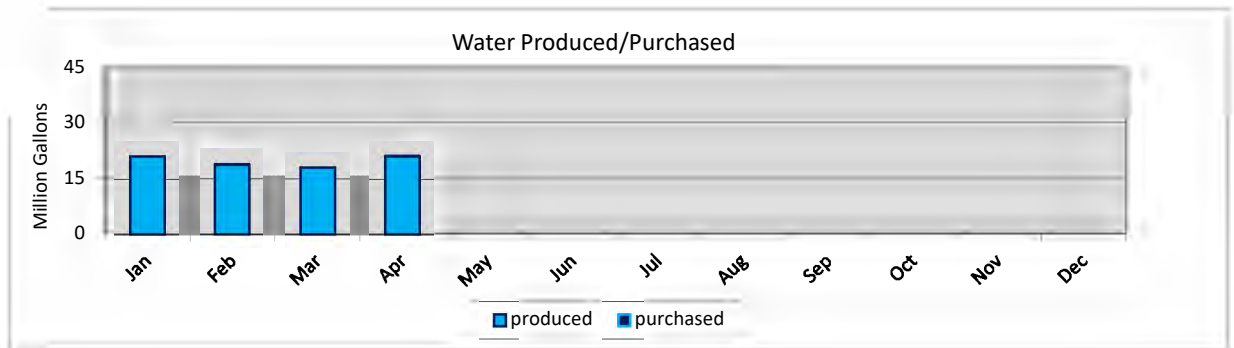 Water Produced/Purchased
Million Gallons
45
30
15
0
Jan Feb Mar Apr May Jun Jul Aug Sep Oct Nov Dec
produced purchased